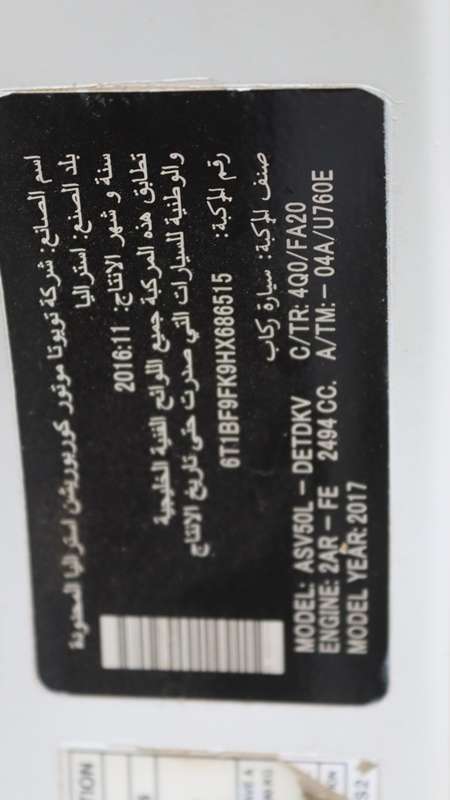 اسم الصانع: شركة تويوتا موتور كوربوريشن استراليا المحدودة
بلد الصنع: استراليا
سنة و شهر الانتاج: 2016:11
تطابق هذه المركبة جميع اللوائح الفنية الخليجية
والوطنية للسيارات التي صدرت حتى تاريخ الانتاج
رقم المركبة: 6T1BF9FK9HX686515
صنف المركبة: سيارة ركاب
MODEL: ASV50L – DETDKV C/TR: 4Q0/FA20
ENGINE: 2AR – FE 2494 CC. A/TM: – 04A/U760E
MODEL YEAR: 2017